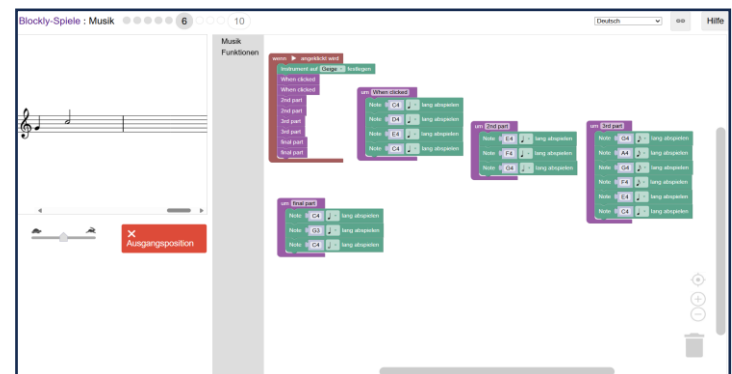 Blockly-Spiele : Musik 6 10 Deutsch Hilfe
Musik
Funktionen
wenn angeklickt wird
Instrument auf Geige festlegen
When clicked
When clicked
2nd part
2nd part
3rd part
3rd part
final part
final part
um When clicked
Note C4 lang abspielen
Note D4 lang abspielen
Note E4 lang abspielen
Note C4 lang abspielen
um 2nd part
Note E4 lang abspielen
Note F4 lang abspielen
Note G4 lang abspielen
um 3rd part
Note G4 lang abspielen
Note A4 lang abspielen
Note G4 lang abspielen
Note F4 lang abspielen
Note E4 lang abspielen
Note C4 lang abspielen
um final part
Note C4 lang abspielen
Note G3 lang abspielen
Note C4 lang abspielen
Ausgangsposition